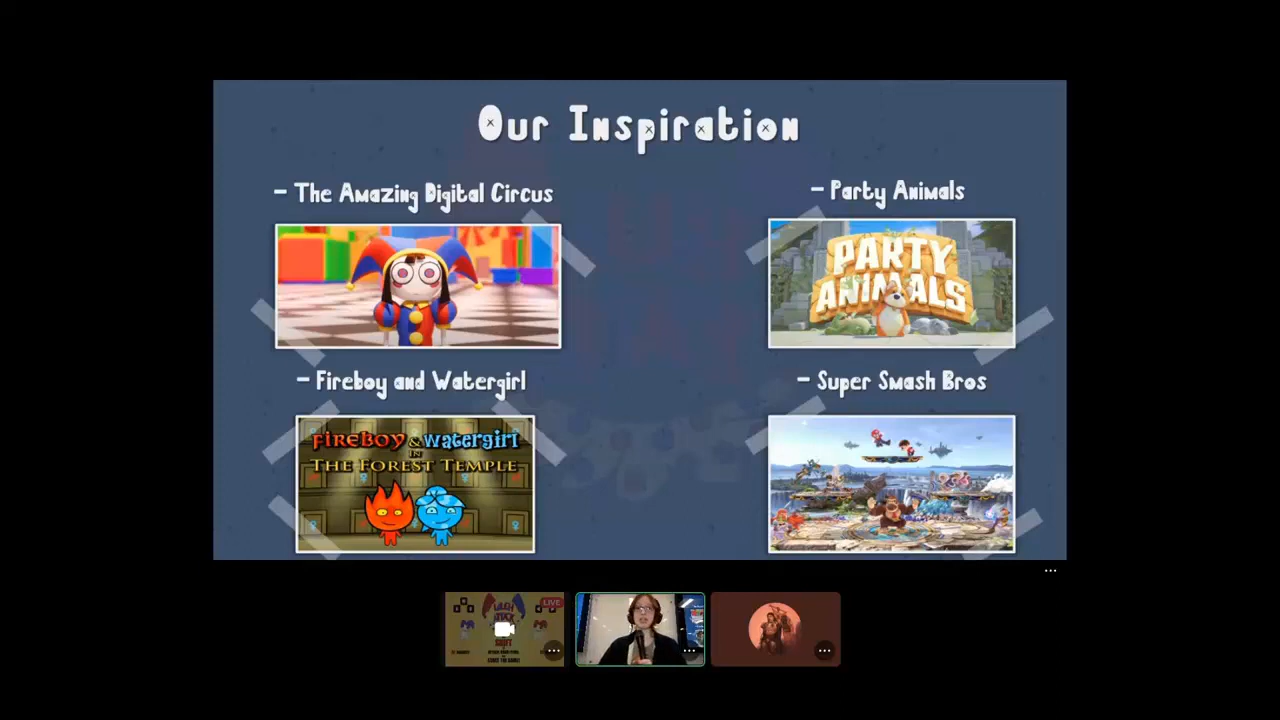 Our Inspiration
- The Amazing Digital Circus
- Party Animals
PARTY
ANIMALS
- Fireboy and Watergirl
- Super Smash Bros
FIREBOY & WATERGIRL
IN
THE FOREST TEMPLE
LIVE